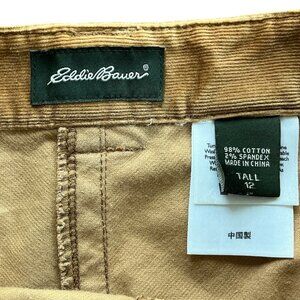 Eddie Bauer®
98% COTTON
2% SPANDEX
MADE IN CHINA
TALL
12
中国製